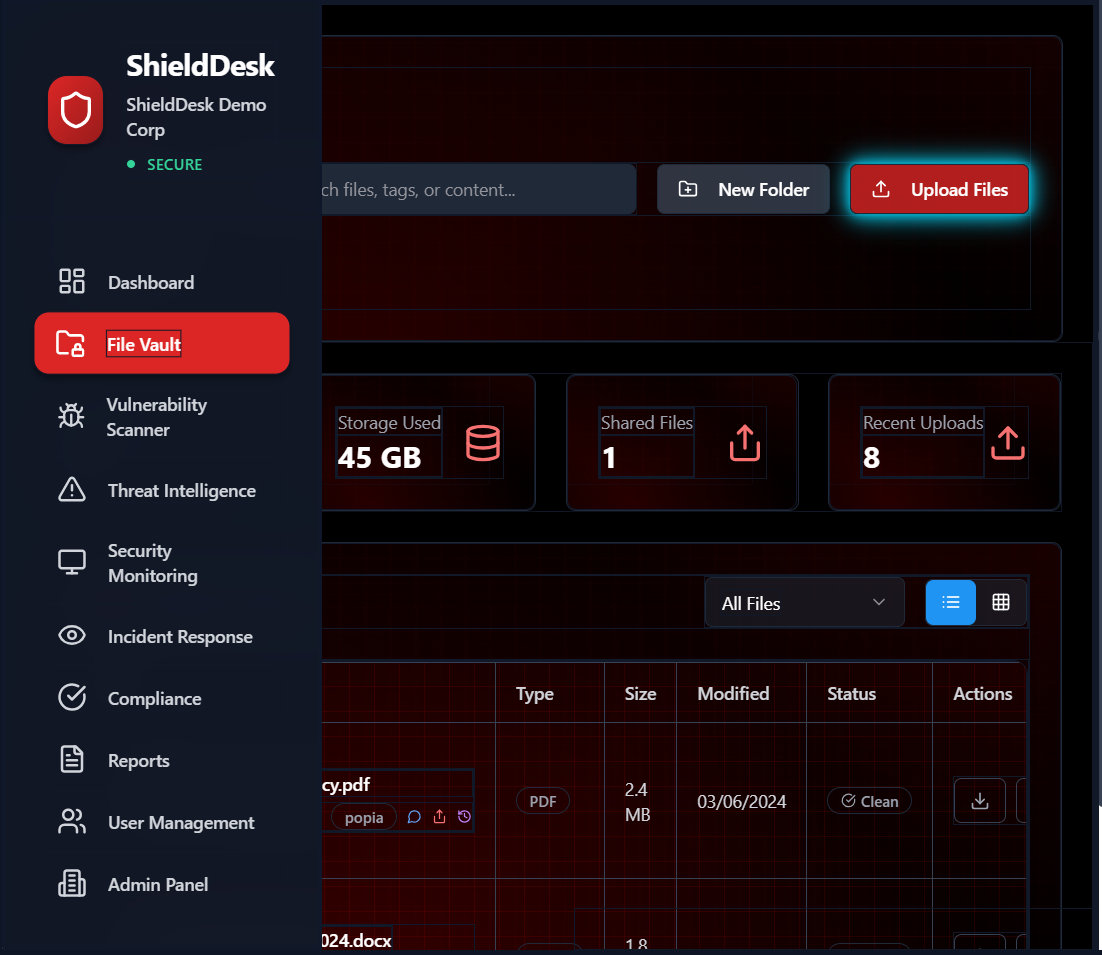 ShieldDesk
ShieldDesk Demo
Corp
SECURE
Dashboard
File Vault
Vulnerability
Scanner
Threat Intelligence
Security
Monitoring
Incident Response
Compliance
Reports
User Management
Admin Panel
ch files, tags, or content...
New Folder
Upload Files
Storage Used
45 GB
Shared Files
1
Recent Uploads
8
All Files
Type
Size
Modified
Status
Actions
cy.pdf
popia
PDF
2.4
MB
03/06/2024
Clean
024.docx
1.8